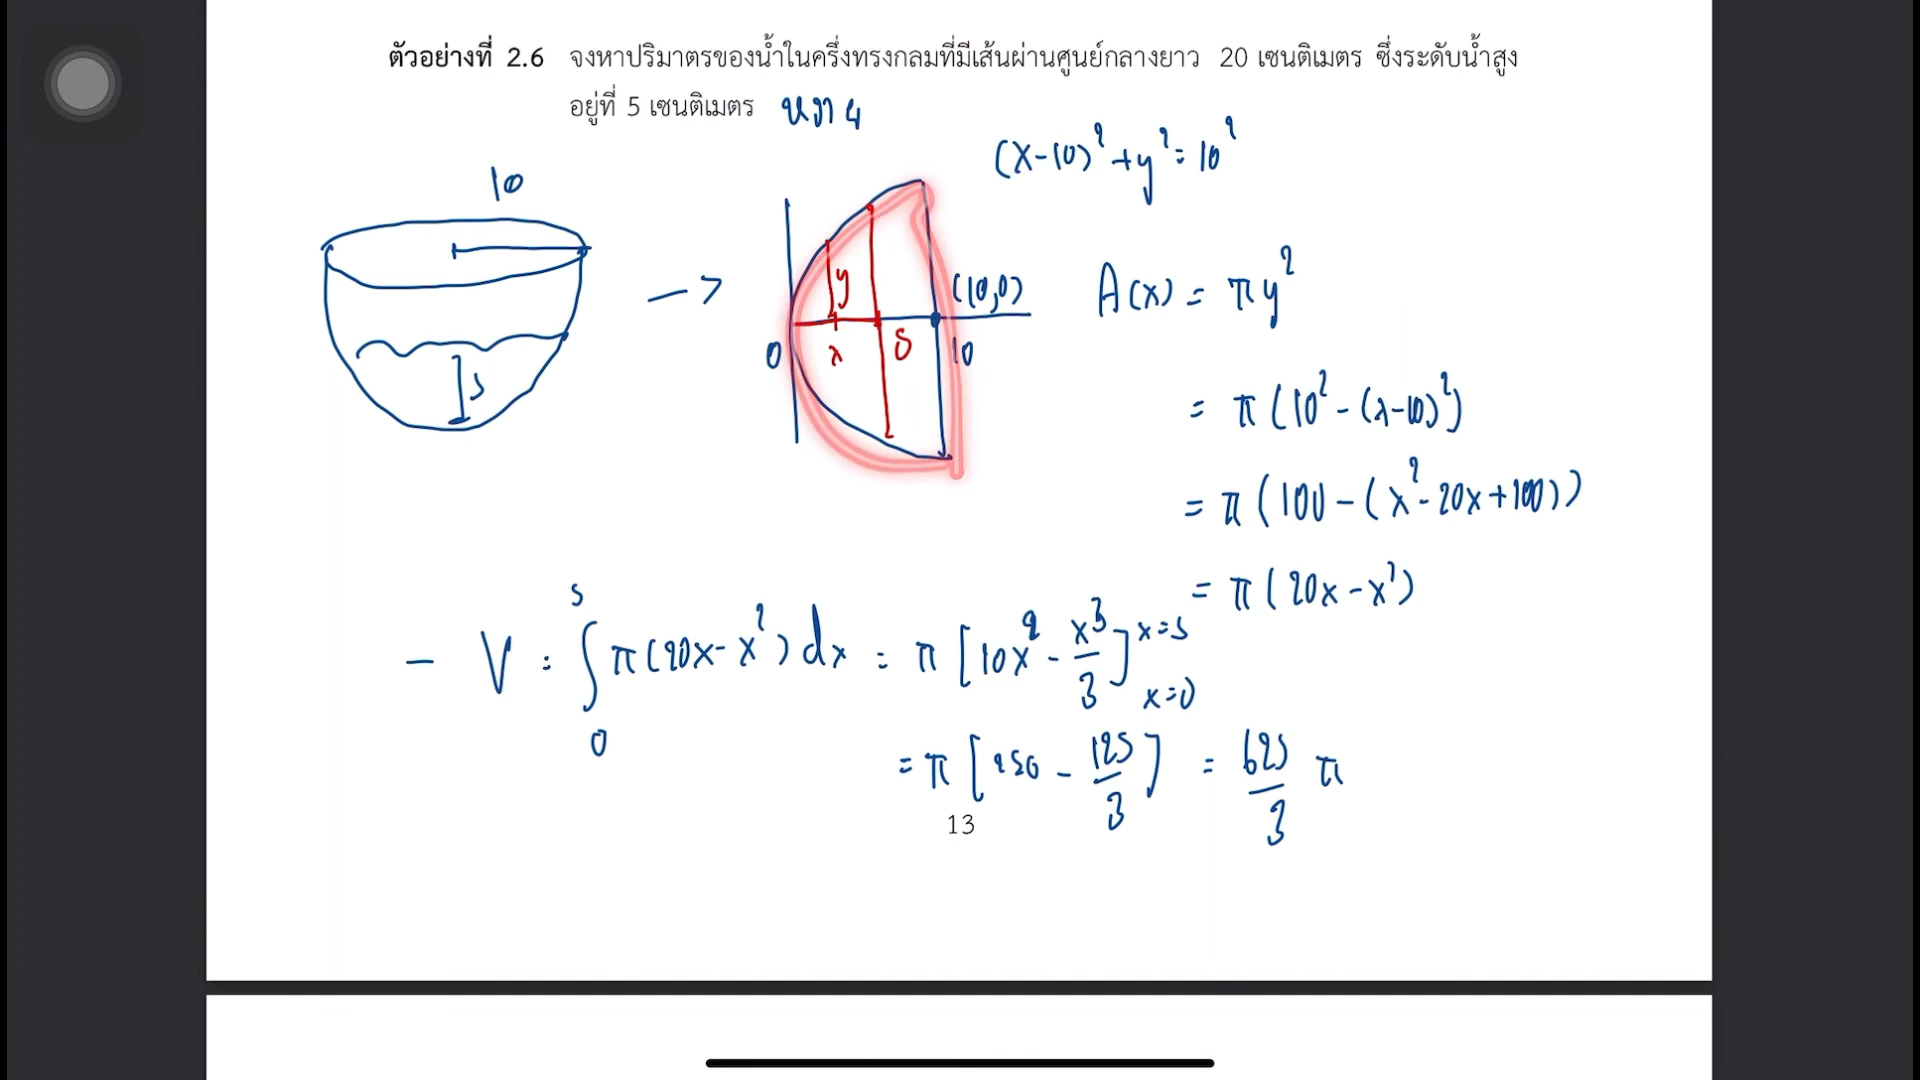 ตัวอย่างที่ 2.6 จงหาปริมาตรของน้ำในครึ่งทรงกลมที่มีเส้นผ่านศูนย์กลางยาว 20 เซนติเมตร ซึ่งระดับน้ำสูง
อยู่ที่ 5 เซนติเมตร
(x-10)² + y² = 10²
10
5
y
(10,0)
0
x
5
10
A(x) = πy²
= π(10² - (x-10)²)
= π(100 - (x² - 20x + 100))
= π(20x - x²)
- V = ∫₀⁵ π(20x - x²) dx = π[10x² - x³/3] x=5 x=0
= π[250 - 125/3] = 625/3 π
13